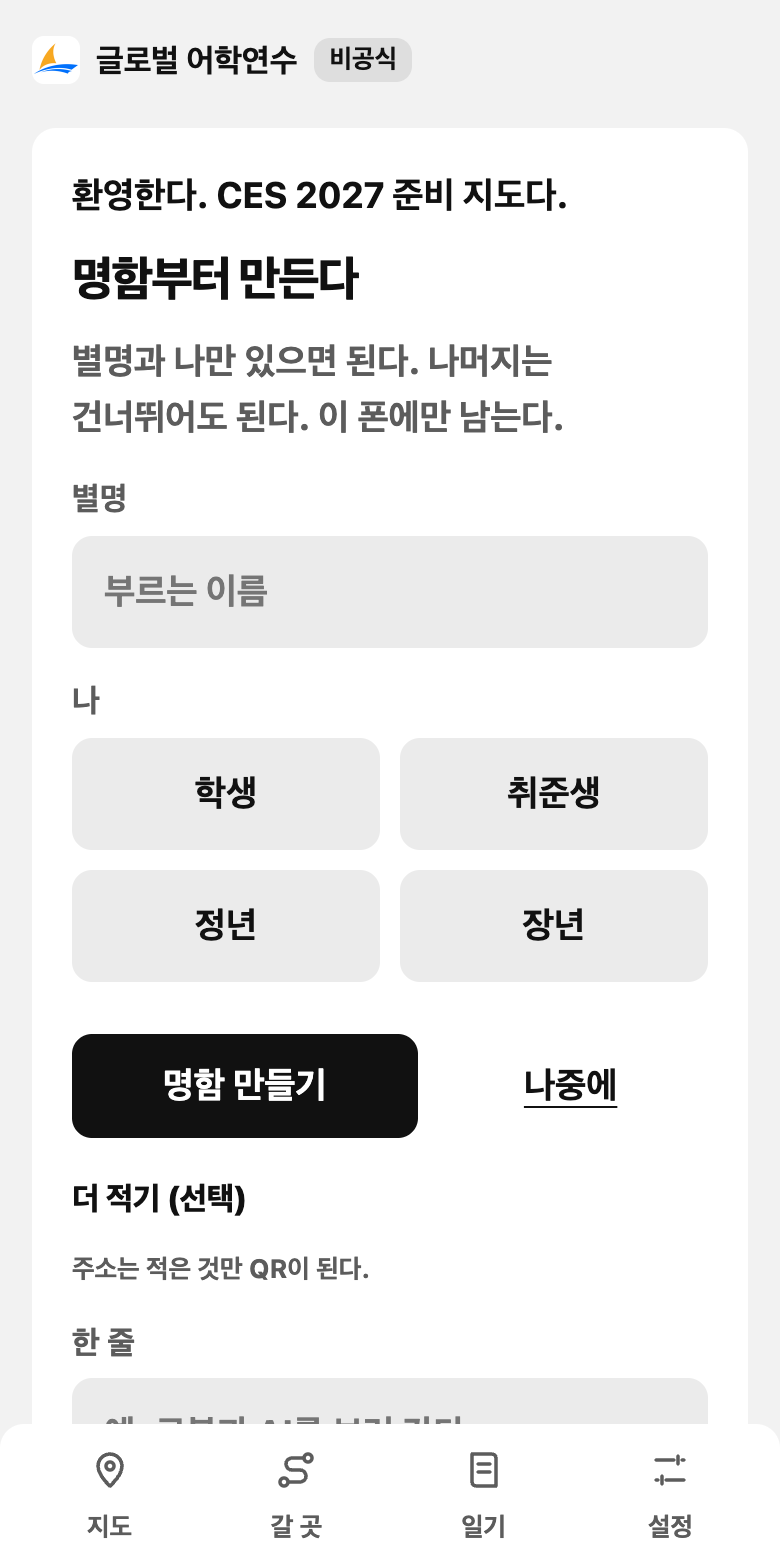 글로벌 어학연수
비공식
환영한다. CES 2027 준비 지도다.
명함부터 만든다
별명과 나만 있으면 된다. 나머지는
건너뛰어도 된다. 이 폰에만 남는다.
별명
부르는 이름
나
학생
취준생
정년
장년
명함 만들기
나중에
더 적기 (선택)
주소는 적은 것만 QR이 된다.
한 줄
지도
갈 곳
일기
설정